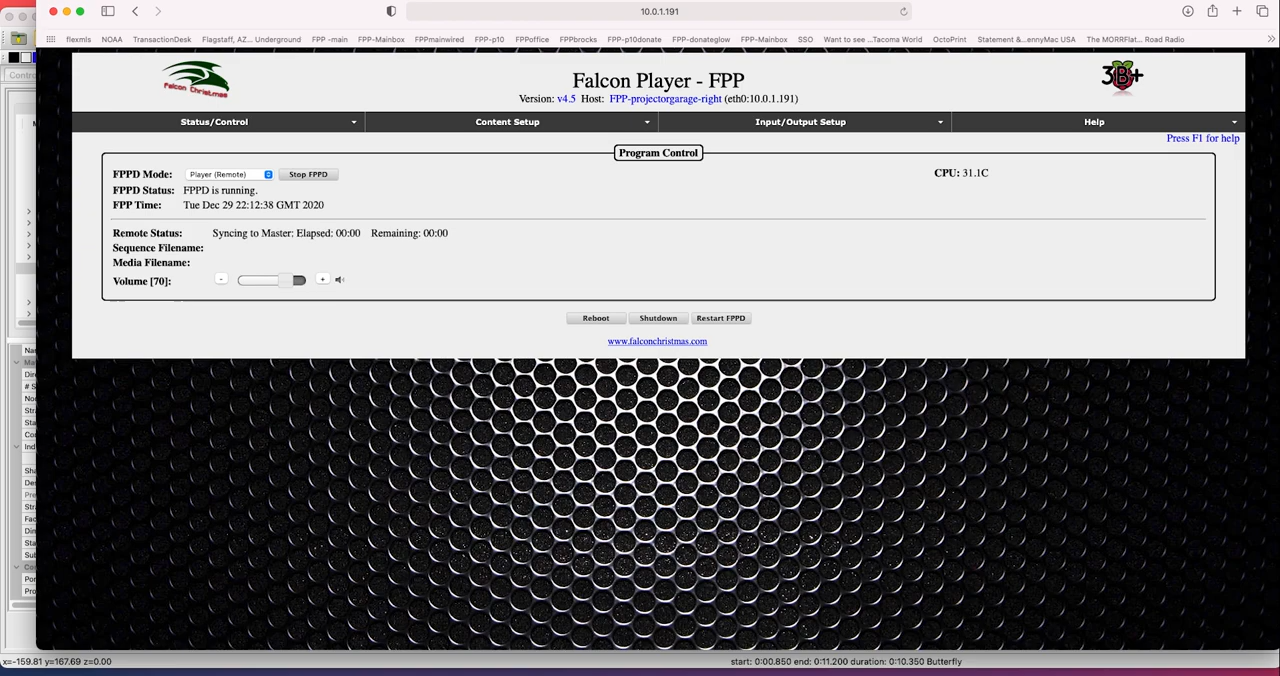 10.0.1.191
flexmls NOAA TransactionDesk Flagstaff, AZ... Underground FPP -main FPP-Mainbox FPPmainwired FPP-p10 FPPoffice FPPbrocks FPP-p10donate FPP-donateglow FPP-Mainbox SSO Want to see ...Tacoma World OctoPrint Statement &...ennyMac USA The MORRFlat... Road Radio
Falcon Christmas
Falcon Player - FPP
3B+
Version: v4.5 Host: FPP-projectorgarage-right (eth0:10.0.1.191)
Status/Control Content Setup Input/Output Setup Help
Press F1 for help
Program Control
FPPD Mode: Player (Remote) Stop FPPD CPU: 31.1C
FPPD Status: FPPD is running.
FPP Time: Tue Dec 29 22:12:38 GMT 2020
Remote Status: Syncing to Master: Elapsed: 00:00 Remaining: 00:00
Sequence Filename:
Media Filename:
Volume [70]: - +
Reboot Shutdown Restart FPPD
www.falconchristmas.com
x=-159.81 y=167.69 z=0.00 start: 0:00.850 end: 0:11.200 duration: 0:10.350 Butterfly